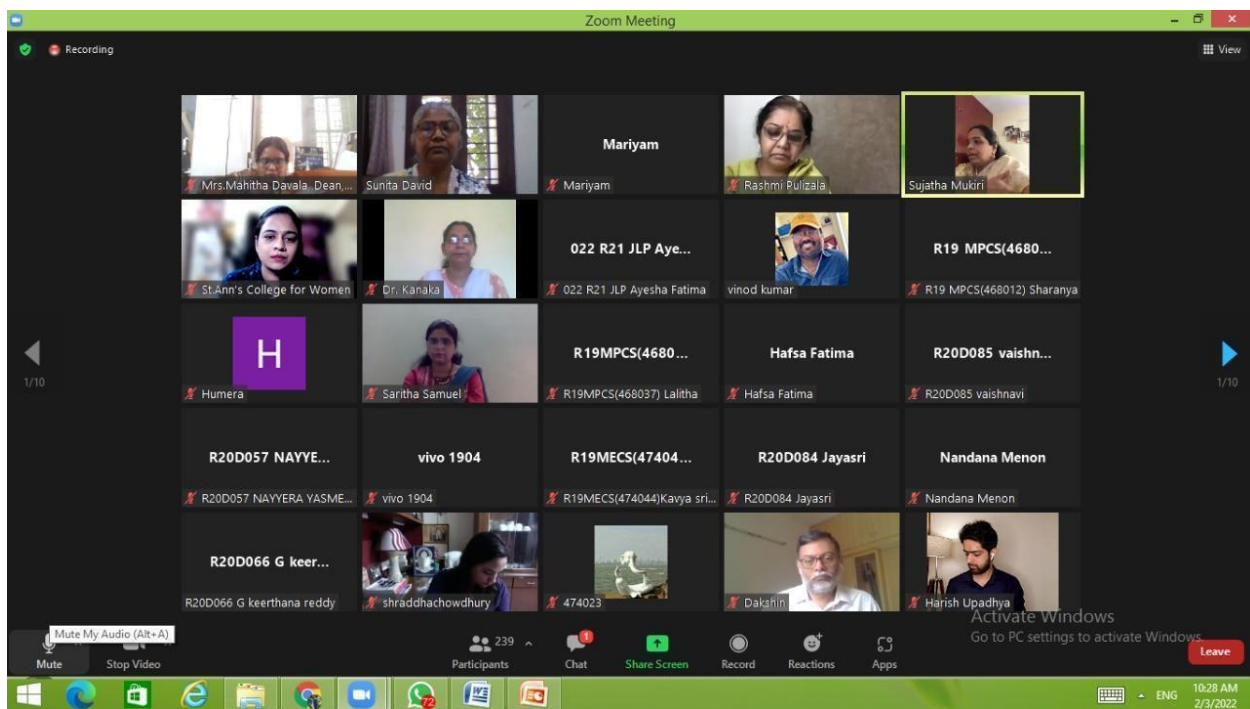 Zoom Meeting
Recording
View
Mrs.Mahitha Davala Dean,...
Sunita David
Mariyam
Mariyam
Rashmi Pulizala
Sujatha Mukiri
St.Ann's College for Women
Dr. Kanaka
022 R21 JLP Aye...
022 R21 JLP Ayesha Fatima
vinod kumar
R19 MPCS(4680...
R19 MPCS(468012) Sharanya
1/10
H
Humera
Saritha Samuel
R19MPCS(4680...
R19MPCS(468037) Lalitha
Hafsa Fatima
Hafsa Fatima
R20D085 vaishn...
R20D085 vaishnavi
1/10
R20D057 NAYYE...
R20D057 NAYYERA YASME...
vivo 1904
vivo 1904
R19MECS(47404...
R19MECS(474044)Kavya sri...
R20D084 Jayasri
R20D084 Jayasri
Nandana Menon
Nandana Menon
R20D066 G keer...
R20D066 G keerthana reddy
shraddhachowdhury
474023
Dakshin
Harish Upadhya
Activate Windows
Go to PC settings to activate Windows.
Mute My Audio (Alt+A)
Mute
Stop Video
239
Participants
1
Chat
Share Screen
Record
Reactions
Apps
Leave
72
ENG
10:28 AM
2/3/2022